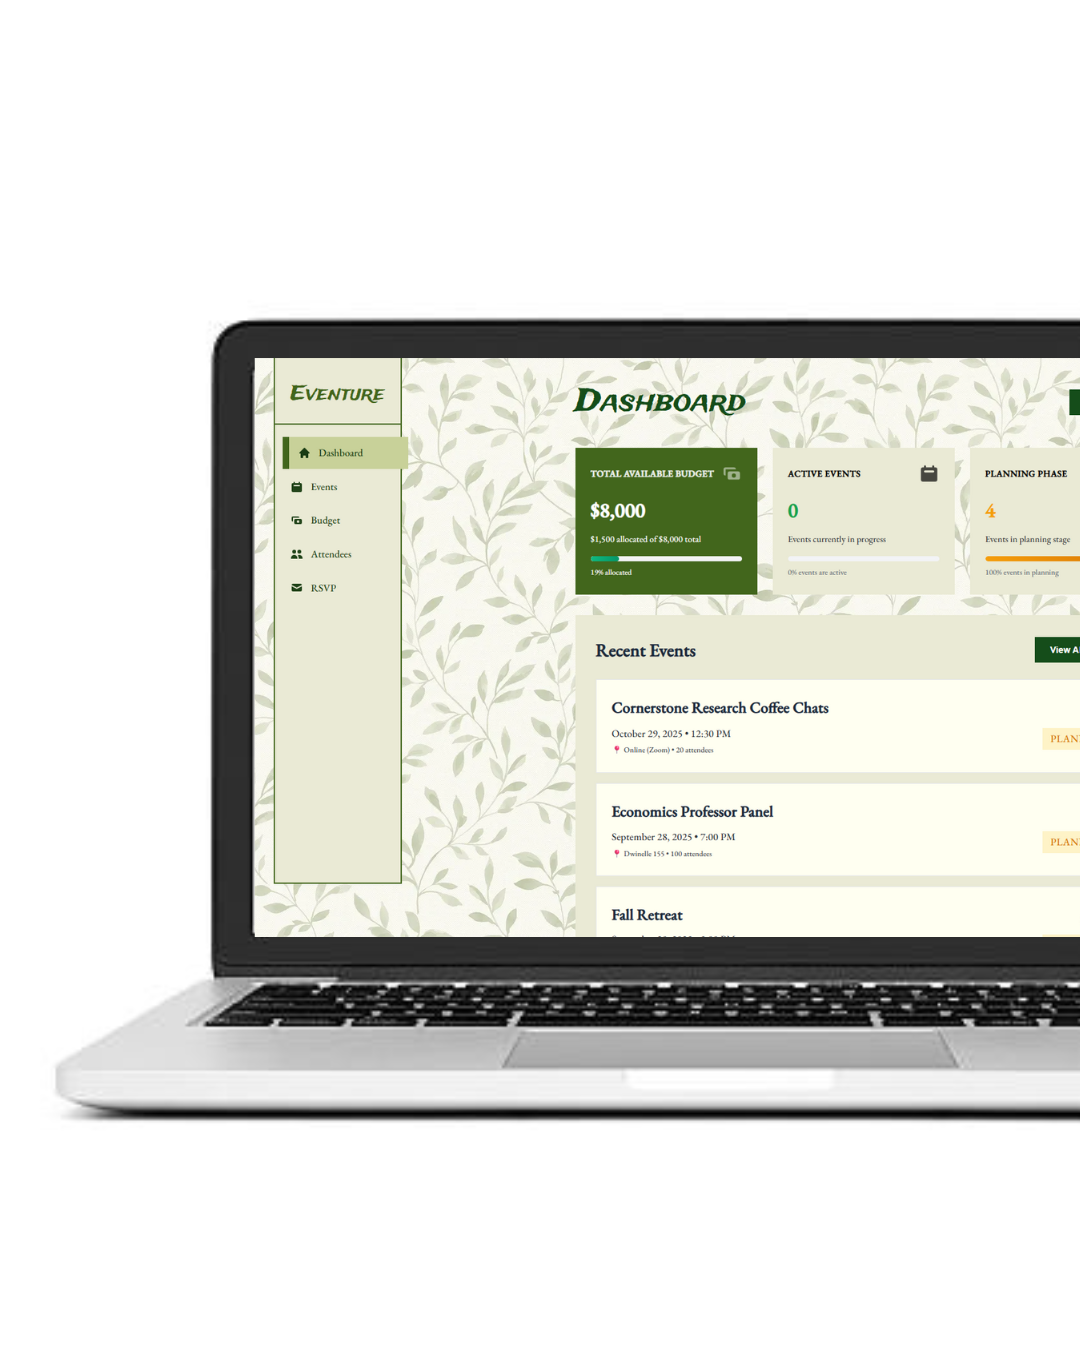 EVENTURE
Dashboard
Events
Budget
Attendees
RSVP
DASHBOARD
TOTAL AVAILABLE BUDGET
$8,000
$1,500 allocated of $8,000 total
19% allocated
ACTIVE EVENTS
0
Events currently in progress
0% events are active
PLANNING PHASE
4
Events in planning stage
100% events in planning
Recent Events
View Al
Cornerstone Research Coffee Chats
October 29, 2025 • 12:30 PM
Online (Zoom) • 20 attendees
PLAN
Economics Professor Panel
September 28, 2025 • 7:00 PM
Dwinelle 155 • 100 attendees
PLAN
Fall Retreat